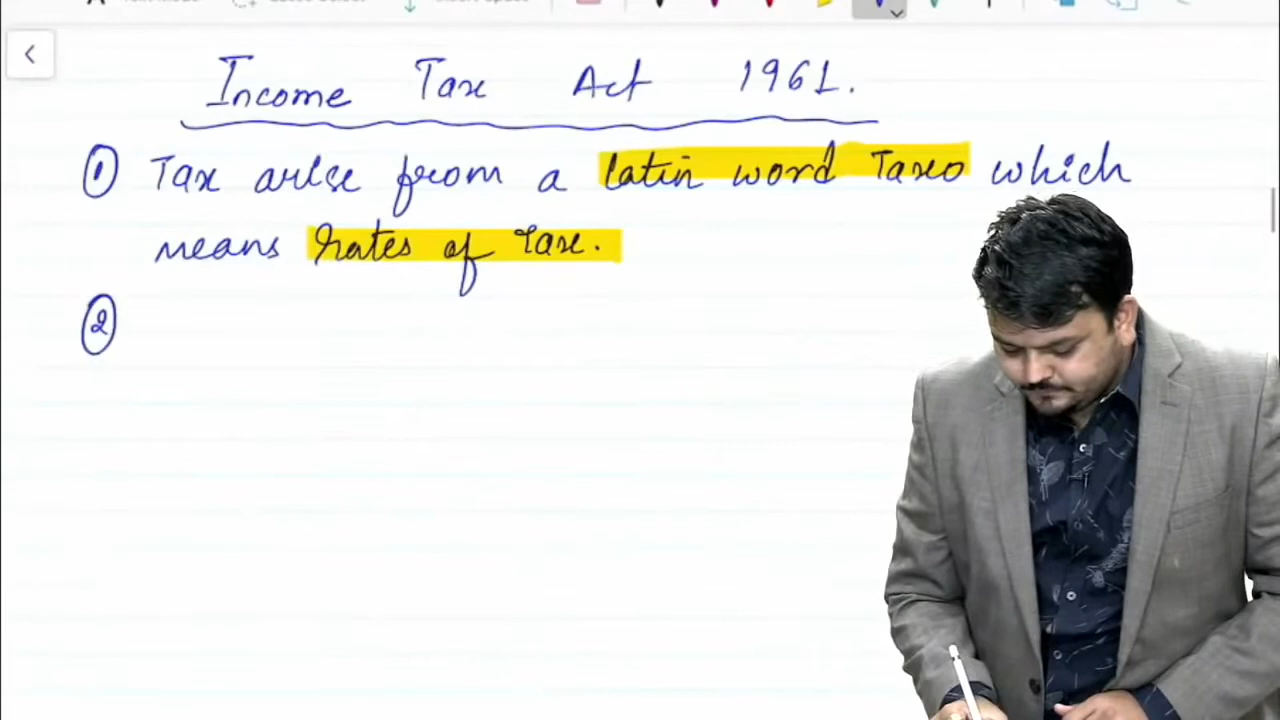 Income Tax Act 1961.
① Tax arise from a latin word Taxo which
means Rates of Tax.
②